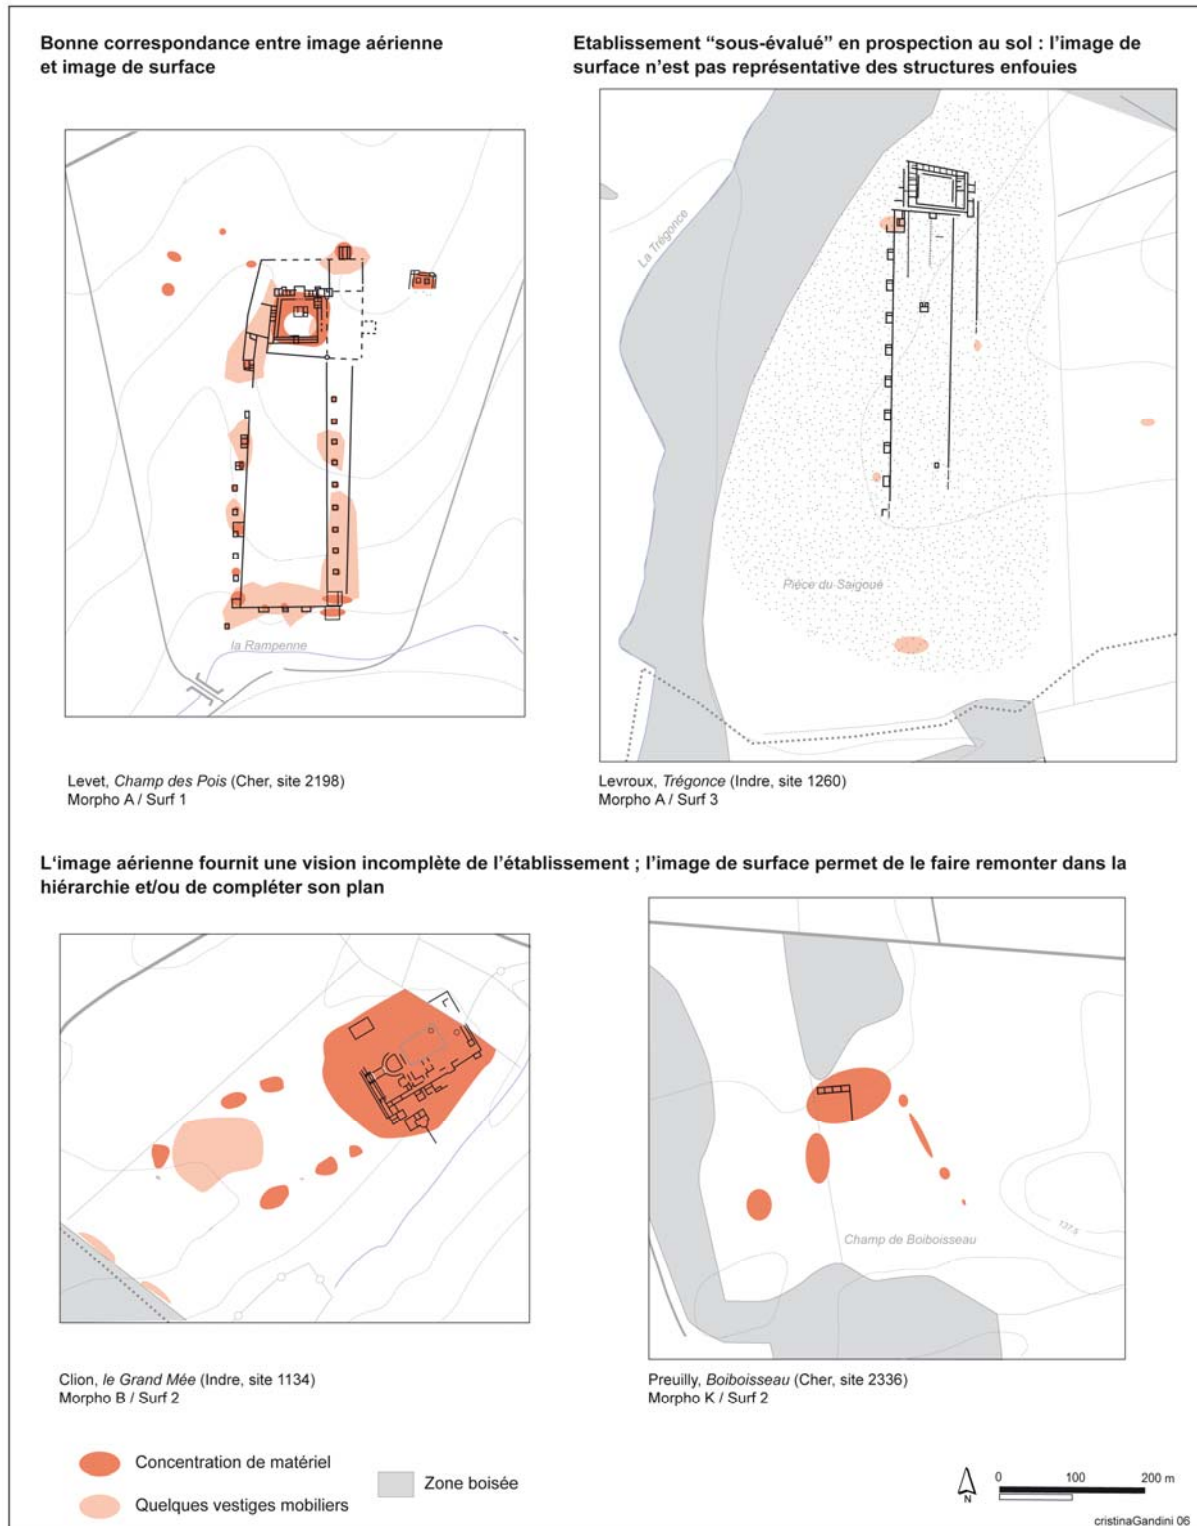 Bonne correspondance entre image aérienne
et image de surface
Etablissement “sous-évalué” en prospection au sol : l’image de
surface n’est pas représentative des structures enfouies
la Rampenne
La Trégonce
Pièce du Saigoué
Levet, Champ des Pois (Cher, site 2198)
Morpho A / Surf 1
Levroux, Trégonce (Indre, site 1260)
Morpho A / Surf 3
L‘image aérienne fournit une vision incomplète de l’établissement ; l’image de surface permet de le faire remonter dans la
hiérarchie et/ou de compléter son plan
Champ de Boiboisseau
137.5
Clion, le Grand Mée (Indre, site 1134)
Morpho B / Surf 2
Preuilly, Boiboisseau (Cher, site 2336)
Morpho K / Surf 2
Concentration de matériel
Quelques vestiges mobiliers
Zone boisée
N
0 100 200 m
cristinaGandini 06